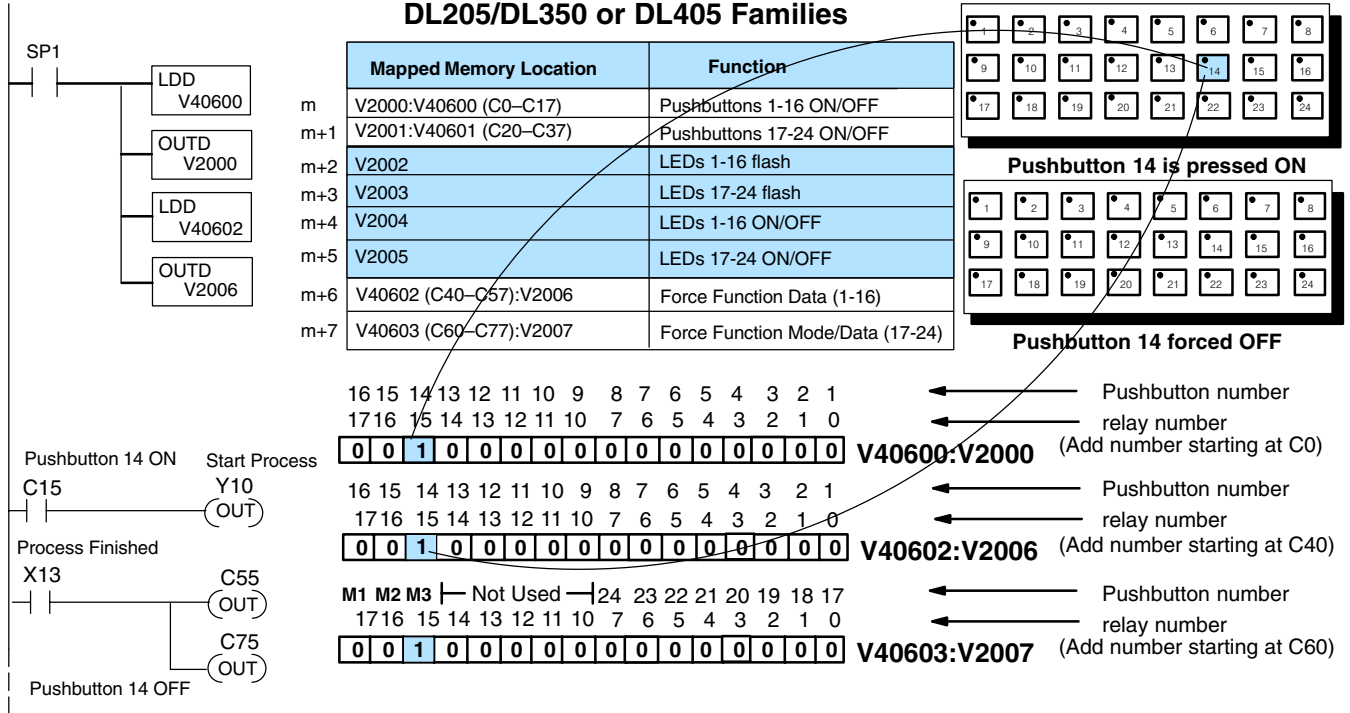 DL205/DL350 or DL405 Families
SP1
LDD
V40600
OUTD
V2000
LDD
V40602
OUTD
V2006
Mapped Memory Location Function
m V2000:V40600 (C0–C17) Pushbuttons 1-16 ON/OFF
m+1 V2001:V40601 (C20–C37) Pushbuttons 17-24 ON/OFF
m+2 V2002 LEDs 1-16 flash
m+3 V2003 LEDs 17-24 flash
m+4 V2004 LEDs 1-16 ON/OFF
m+5 V2005 LEDs 17-24 ON/OFF
m+6 V40602 (C40–C57):V2006 Force Function Data (1-16)
m+7 V40603 (C60–C77):V2007 Force Function Mode/Data (17-24)
1 2 3 4 5 6 7 8
9 10 11 12 13 14 15 16
17 18 19 20 21 22 23 24
Pushbutton 14 is pressed ON
1 2 3 4 5 6 7 8
9 10 11 12 13 14 15 16
17 18 19 20 21 22 23 24
Pushbutton 14 forced OFF
16 15 14 13 12 11 10 9 8 7 6 5 4 3 2 1 Pushbutton number
17 16 15 14 13 12 11 10 7 6 5 4 3 2 1 0 relay number
0 0 1 0 0 0 0 0 0 0 0 0 0 0 0 0 V40600:V2000 (Add number starting at C0)
Pushbutton 14 ON Start Process
C15 Y10
OUT
16 15 14 13 12 11 10 9 8 7 6 5 4 3 2 1 Pushbutton number
17 16 15 14 13 12 11 10 7 6 5 4 3 2 1 0 relay number
0 0 1 0 0 0 0 0 0 0 0 0 0 0 0 0 V40602:V2006 (Add number starting at C40)
Process Finished
X13 C55
OUT
C75
OUT
Pushbutton 14 OFF
M1 M2 M3 Not Used 24 23 22 21 20 19 18 17 Pushbutton number
17 16 15 14 13 12 11 10 7 6 5 4 3 2 1 0 relay number
0 0 1 0 0 0 0 0 0 0 0 0 0 0 0 0 V40603:V2007 (Add number starting at C60)